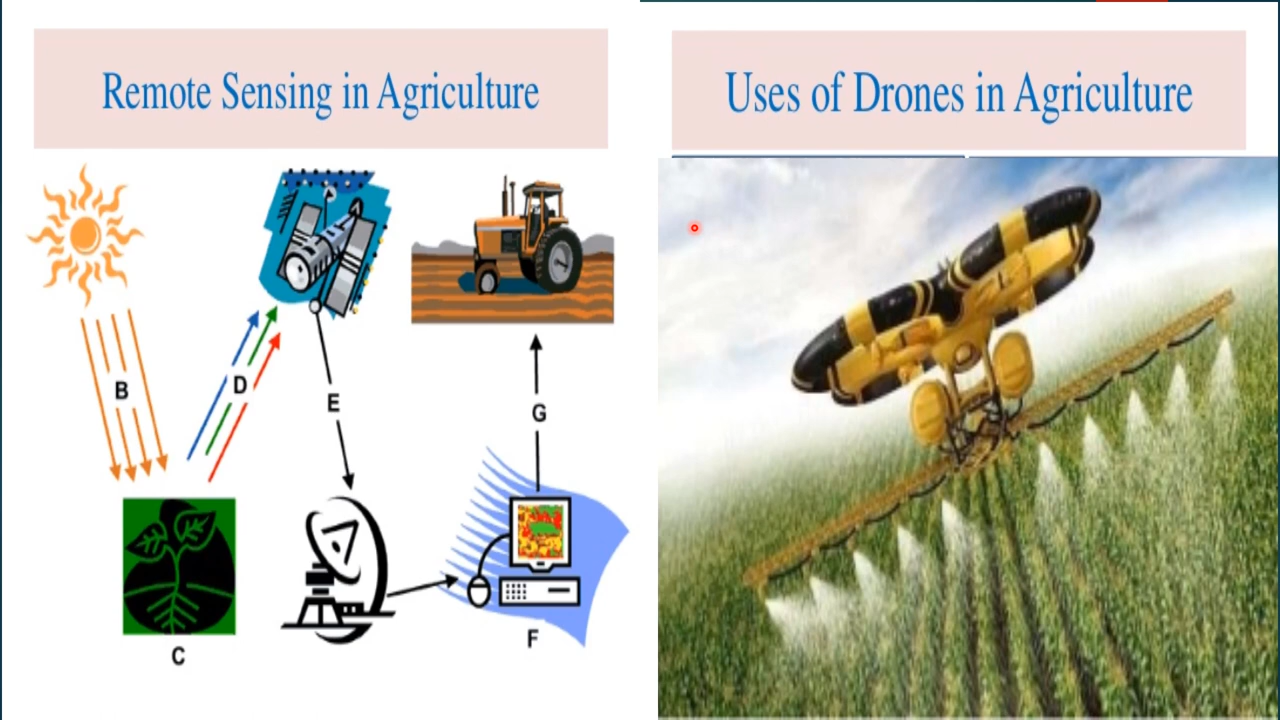 Remote Sensing in Agriculture
Uses of Drones in Agriculture
B
D
E
G
F
C